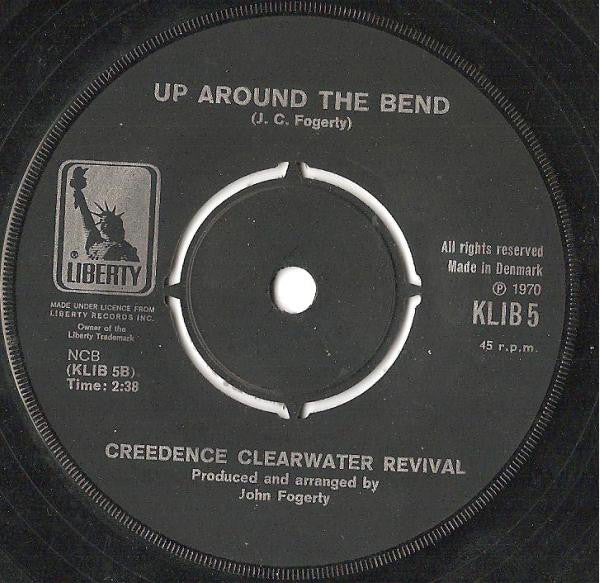 UP AROUND THE BEND
(J. C. Fogerty)
® LIBERTY
MADE UNDER LICENCE FROM
LIBERTY RECORDS INC.
Owner of the
Liberty Trademark
NCB
(KLIB 5B)
Time: 2:38
All rights reserved
Made in Denmark
℗ 1970
KLIB 5
45 r.p.m.
CREEDENCE CLEARWATER REVIVAL
Produced and arranged by
John Fogerty